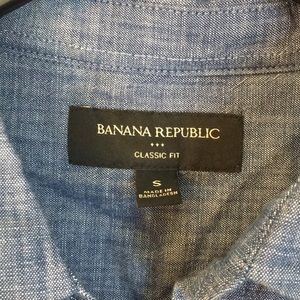 BANANA REPUBLIC
CLASSIC FIT
S
MADE IN
BANGLADESH